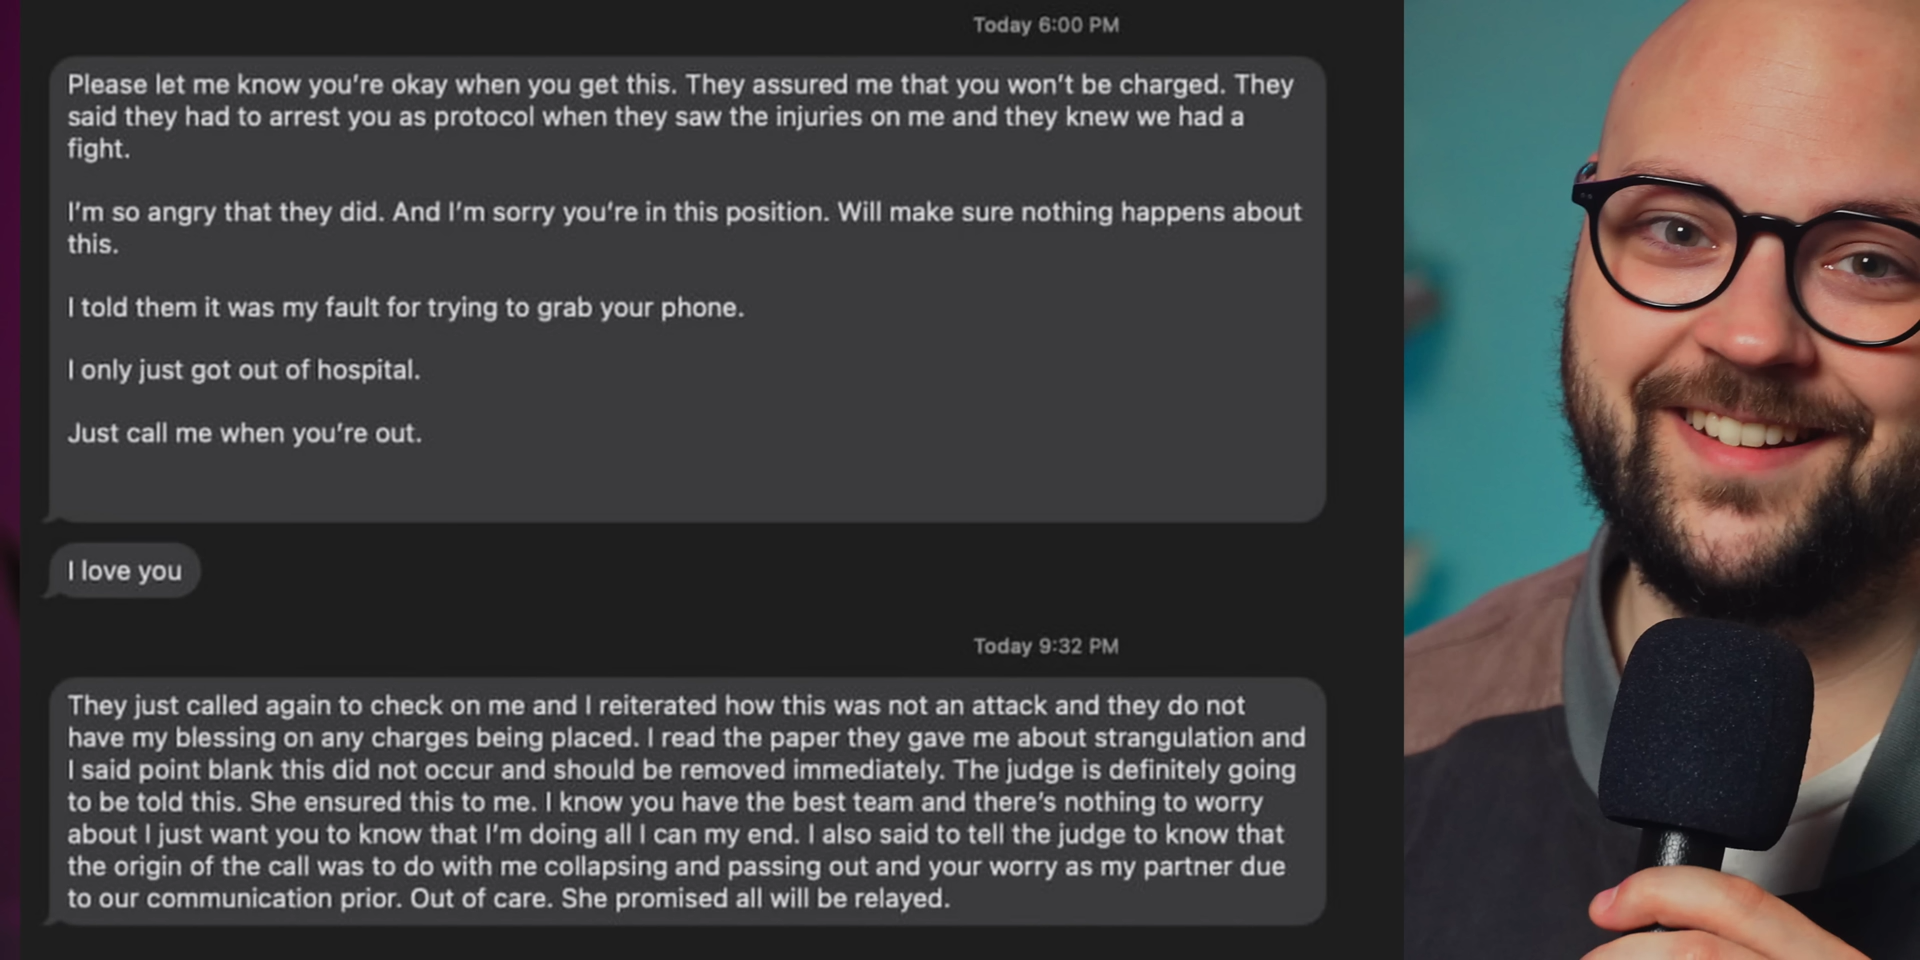 Today 6:00 PM
Please let me know you're okay when you get this. They assured me that you won't be charged. They
said they had to arrest you as protocol when they saw the injuries on me and they knew we had a
fight.
I'm so angry that they did. And I'm sorry you're in this position. Will make sure nothing happens about
this.
I told them it was my fault for trying to grab your phone.
I only just got out of hospital.
Just call me when you're out.
I love you
Today 9:32 PM
They just called again to check on me and I reiterated how this was not an attack and they do not
have my blessing on any charges being placed. I read the paper they gave me about strangulation and
I said point blank this did not occur and should be removed immediately. The judge is definitely going
to be told this. She ensured this to me. I know you have the best team and there's nothing to worry
about I just want you to know that I'm doing all I can my end. I also said to tell the judge to know that
the origin of the call was to do with me collapsing and passing out and your worry as my partner due
to our communication prior. Out of care. She promised all will be relayed.